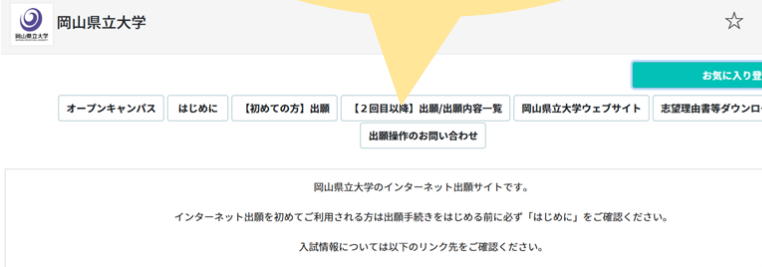 岡山県立大学
岡山県立大学
お気に入り登
オープンキャンパス はじめに 【初めての方】出願 【２回目以降】出願/出願内容一覧 岡山県立大学ウェブサイト 志望理由書等ダウンロー
出願操作のお問い合わせ
岡山県立大学のインターネット出願サイトです。
インターネット出願を初めてご利用される方は出願手続きをはじめる前に必ず「はじめに」をご確認ください。
入試情報については以下のリンク先をご確認ください。